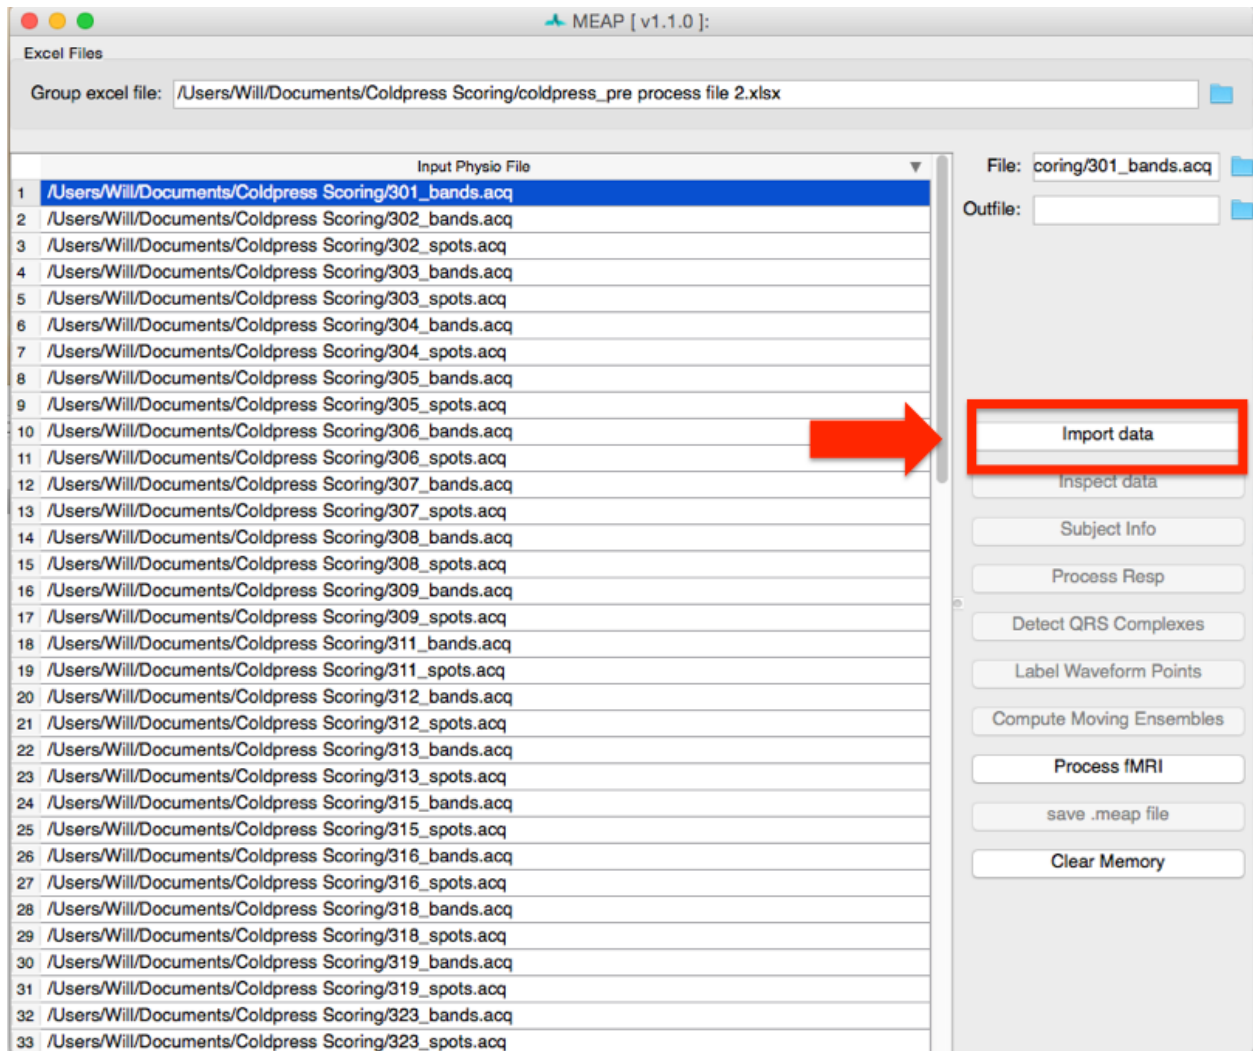 MEAP [ v1.1.0 ]:
Excel Files
Group excel file: /Users/Will/Documents/Coldpress Scoring/coldpress_pre process file 2.xlsx
Input Physio File
1 /Users/Will/Documents/Coldpress Scoring/301_bands.acq
2 /Users/Will/Documents/Coldpress Scoring/302_bands.acq
3 /Users/Will/Documents/Coldpress Scoring/302_spots.acq
4 /Users/Will/Documents/Coldpress Scoring/303_bands.acq
5 /Users/Will/Documents/Coldpress Scoring/303_spots.acq
6 /Users/Will/Documents/Coldpress Scoring/304_bands.acq
7 /Users/Will/Documents/Coldpress Scoring/304_spots.acq
8 /Users/Will/Documents/Coldpress Scoring/305_bands.acq
9 /Users/Will/Documents/Coldpress Scoring/305_spots.acq
10 /Users/Will/Documents/Coldpress Scoring/306_bands.acq
11 /Users/Will/Documents/Coldpress Scoring/306_spots.acq
12 /Users/Will/Documents/Coldpress Scoring/307_bands.acq
13 /Users/Will/Documents/Coldpress Scoring/307_spots.acq
14 /Users/Will/Documents/Coldpress Scoring/308_bands.acq
15 /Users/Will/Documents/Coldpress Scoring/308_spots.acq
16 /Users/Will/Documents/Coldpress Scoring/309_bands.acq
17 /Users/Will/Documents/Coldpress Scoring/309_spots.acq
18 /Users/Will/Documents/Coldpress Scoring/311_bands.acq
19 /Users/Will/Documents/Coldpress Scoring/311_spots.acq
20 /Users/Will/Documents/Coldpress Scoring/312_bands.acq
21 /Users/Will/Documents/Coldpress Scoring/312_spots.acq
22 /Users/Will/Documents/Coldpress Scoring/313_bands.acq
23 /Users/Will/Documents/Coldpress Scoring/313_spots.acq
24 /Users/Will/Documents/Coldpress Scoring/315_bands.acq
25 /Users/Will/Documents/Coldpress Scoring/315_spots.acq
26 /Users/Will/Documents/Coldpress Scoring/316_bands.acq
27 /Users/Will/Documents/Coldpress Scoring/316_spots.acq
28 /Users/Will/Documents/Coldpress Scoring/318_bands.acq
29 /Users/Will/Documents/Coldpress Scoring/318_spots.acq
30 /Users/Will/Documents/Coldpress Scoring/319_bands.acq
31 /Users/Will/Documents/Coldpress Scoring/319_spots.acq
32 /Users/Will/Documents/Coldpress Scoring/323_bands.acq
33 /Users/Will/Documents/Coldpress Scoring/323_spots.acq
File: coring/301_bands.acq
Outfile:
Import data
Inspect data
Subject Info
Process Resp
Detect QRS Complexes
Label Waveform Points
Compute Moving Ensembles
Process fMRI
save .meap file
Clear Memory